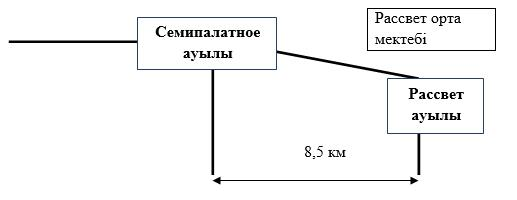 Семипалатное
ауылы
Рассвет орта
мектебі
Рассвет
ауылы
8,5 км